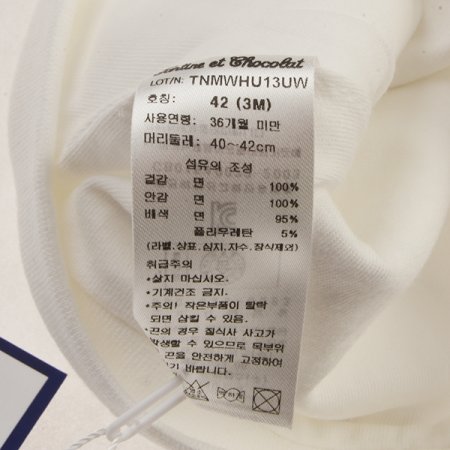 et Chocolat
LOT/N: TNMWHU13UW
호칭: 42 (3M)
사용연령: 36개월 미만
머리둘레: 40~42cm
섬유의 조성
겉감 면 100%
안감 면 100%
배색 면 95%
폴리우레탄 5%
(라벨,상표,심지,자수,장식제외)
취급주의
*삶지 마십시오.
*기계건조 금지.
*주의! 작은부품이 탈락
되면 삼킬 수 있음.
*끈의 경우 질식사 사고가
발생할 수 있으므로 목부위
끈을 안전하게 고정하여
바랍니다.